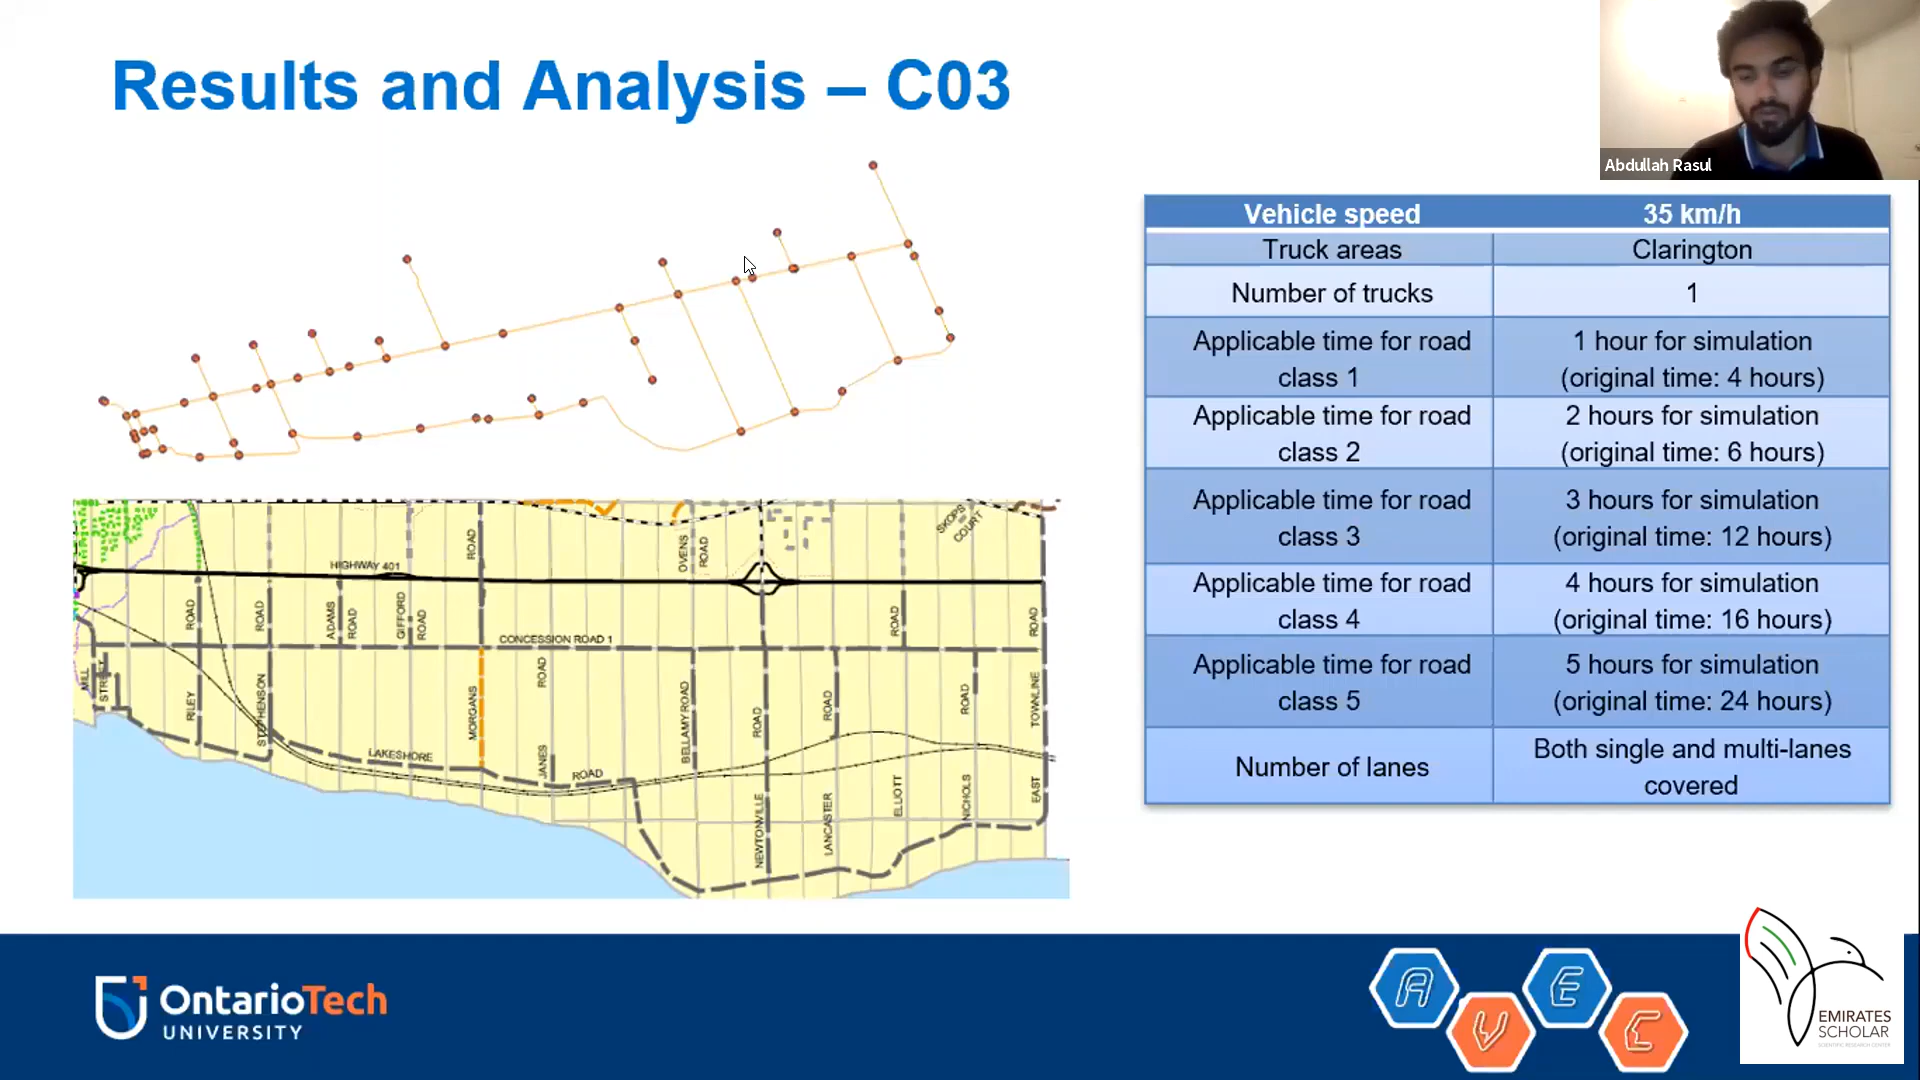 Results and Analysis – C03
Abdullah Rasul
Vehicle speed 35 km/h
Truck areas Clarington
Number of trucks 1
Applicable time for road class 1
1 hour for simulation
(original time: 4 hours)
Applicable time for road class 2
2 hours for simulation
(original time: 6 hours)
Applicable time for road class 3
3 hours for simulation
(original time: 12 hours)
Applicable time for road class 4
4 hours for simulation
(original time: 16 hours)
Applicable time for road class 5
5 hours for simulation
(original time: 24 hours)
Number of lanes
Both single and multi-lanes
covered
SKOPS
COURT
ROAD
OVENS
ROAD
HIGHWAY 401
ROAD
ROAD
ADAMS
ROAD
GIFFORD
ROAD
ROAD
ROAD
CONCESSION ROAD 1
MILL
STREET
RILEY
STEPHENSON
MORGANS
ROAD
BELLAMY ROAD
ROAD
ROAD
ROAD
TOWNLINE
LAKESHORE
JANES
ROAD
NEWTONVILLE
LANCASTER
ELLIOTT
NICHOLS
EAST
OntarioTech
UNIVERSITY
A
V
E
C
EMIRATES
SCHOLAR